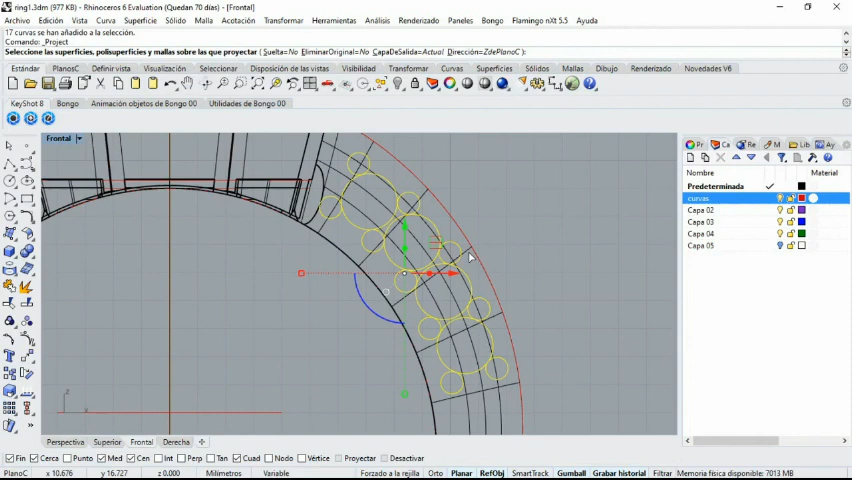 ring1.3dm (977 KB) - Rhinoceros 6 Evaluation (Quedan 70 días) - [Frontal]
Archivo Edición Vista Curva Superficie Sólido Malla Acotación Transformar Herramientas Análisis Renderizado Paneles Bongo Flamingo nXt 5.5 Ayuda
17 curvas se han añadido a la selección.
Comando: _Project
Seleccione las superficies, polisuperficies y mallas sobre las que proyectar ( Suelta=No EliminarOriginal=No CapaDeSalida=Actual Dirección=ZdePlanoC ):
Estándar PlanosC Definir vista Visualización Seleccionar Disposición de las vistas Visibilidad Transformar Curvas Superficies Sólidos Mallas Dibujo Renderizado Novedades V6
KeyShot 8 Bongo Animación objetos de Bongo 00 Utilidades de Bongo 00
Frontal
Pr Ca Re M Lib Ay
Nombre Material
Predeterminada
curvas
Capa 02
Capa 03
Capa 04
Capa 05
z
x
Perspectiva Superior Frontal Derecha
Fin Cerca Punto Med Cen Int Perp Tan Cuad Nodo Vértice Proyectar Desactivar
PlanoC x 10.676 y 16.727 z 0.000 Milímetros Variable Forzado a la rejilla Orto Planar RefObj SmartTrack Gumball Grabar historial Filtrar Memoria física disponible: 7013 MB